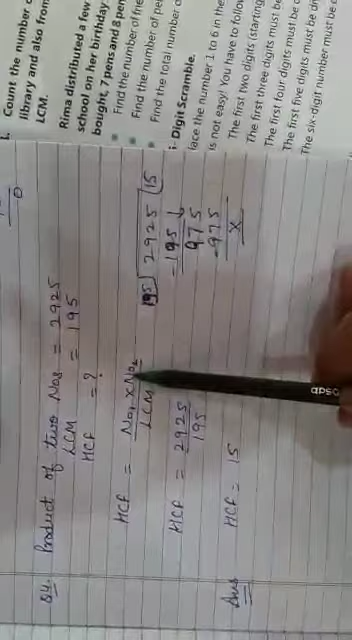 Count the number o
library and also from
LCM.
Rima distributed a few
school on her birthday
bought, 7 pens and 8 pen
Find the number of
Find the number of pe
Find the total number o
Digit Scramble.
lace the number 1 to 6 in the
is not easy! You have to follow
The first two digits (starting
The first three digits must be
The first four digits must be
The first five digits must be di
The six-digit number must be
0
Q4. Product of two Nos = 2925
LCM = 195
HCF = ?
HCF = No1 x No2
LCM
195 2925 15
-195
975
-975
x
HCF = 2925
195
Ans HCF = 15